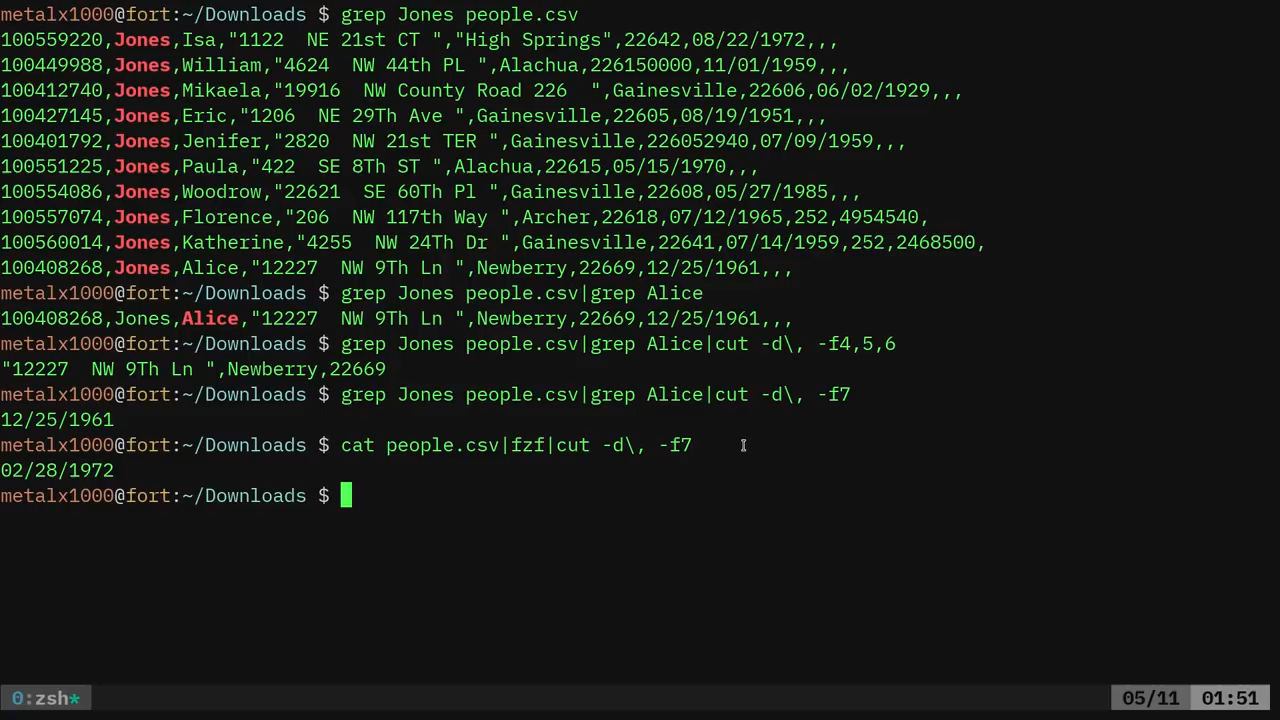 metalx1000@fort:~/Downloads $ grep Jones people.csv
100559220,Jones,Isa,"1122  NE 21st CT ","High Springs",22642,08/22/1972,,,
100449988,Jones,William,"4624  NW 44th PL ",Alachua,226150000,11/01/1959,,,
100412740,Jones,Mikaela,"19916  NW County Road 226  ",Gainesville,22606,06/02/1929,,,
100427145,Jones,Eric,"1206  NE 29Th Ave ",Gainesville,22605,08/19/1951,,,
100401792,Jones,Jenifer,"2820  NW 21st TER ",Gainesville,226052940,07/09/1959,,,
100551225,Jones,Paula,"422  SE 8Th ST ",Alachua,22615,05/15/1970,,,
100554086,Jones,Woodrow,"22621  SE 60Th Pl ",Gainesville,22608,05/27/1985,,,
100557074,Jones,Florence,"206  NW 117th Way ",Archer,22618,07/12/1965,252,4954540,
100560014,Jones,Katherine,"4255  NW 24Th Dr ",Gainesville,22641,07/14/1959,252,2468500,
100408268,Jones,Alice,"12227  NW 9Th Ln ",Newberry,22669,12/25/1961,,,
metalx1000@fort:~/Downloads $ grep Jones people.csv|grep Alice
100408268,Jones,Alice,"12227  NW 9Th Ln ",Newberry,22669,12/25/1961,,,
metalx1000@fort:~/Downloads $ grep Jones people.csv|grep Alice|cut -d\, -f4,5,6
"12227  NW 9Th Ln ",Newberry,22669
metalx1000@fort:~/Downloads $ grep Jones people.csv|grep Alice|cut -d\, -f7
12/25/1961
metalx1000@fort:~/Downloads $ cat people.csv|fzf|cut -d\, -f7
02/28/1972
metalx1000@fort:~/Downloads $
0:zsh* 05/11 01:51